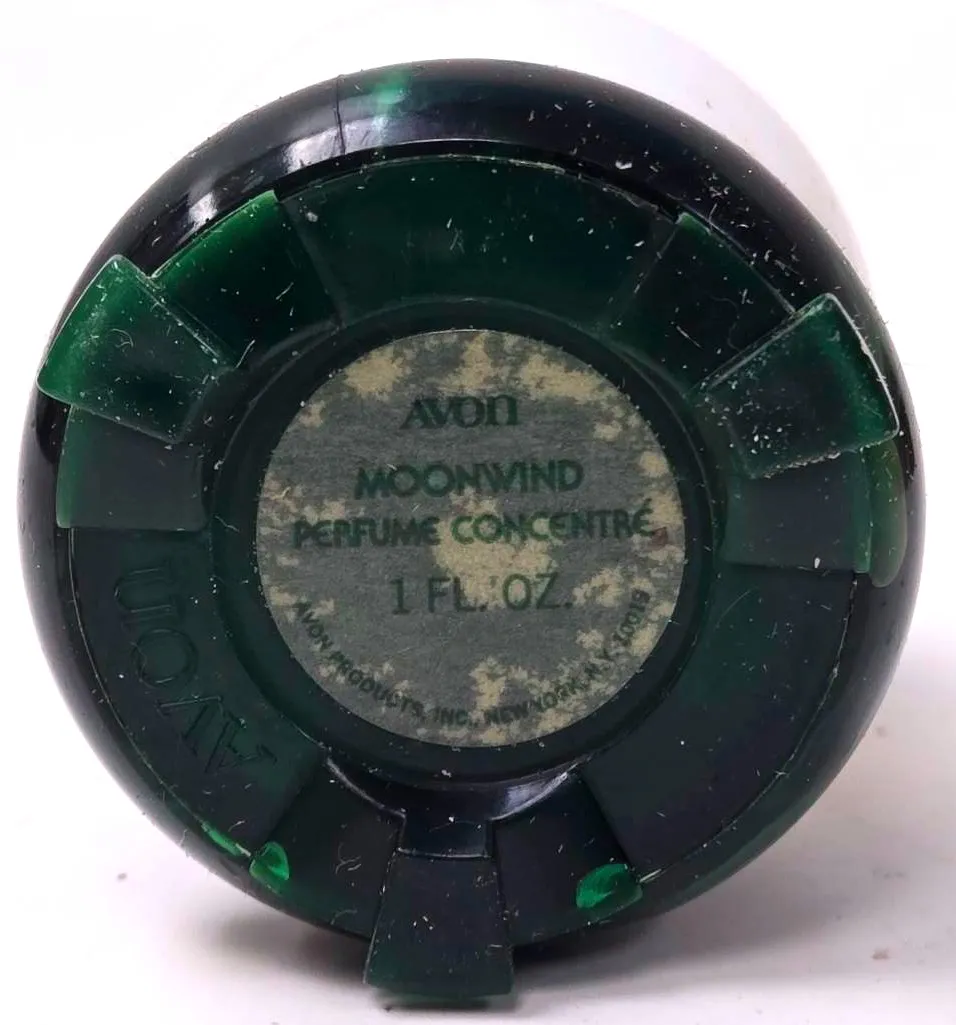 AVON
MOONWIND
PERFUME CONCENTRÉ
1 FL. OZ.
AVON PRODUCTS, INC., NEW YORK, N.Y. 10019
AVON